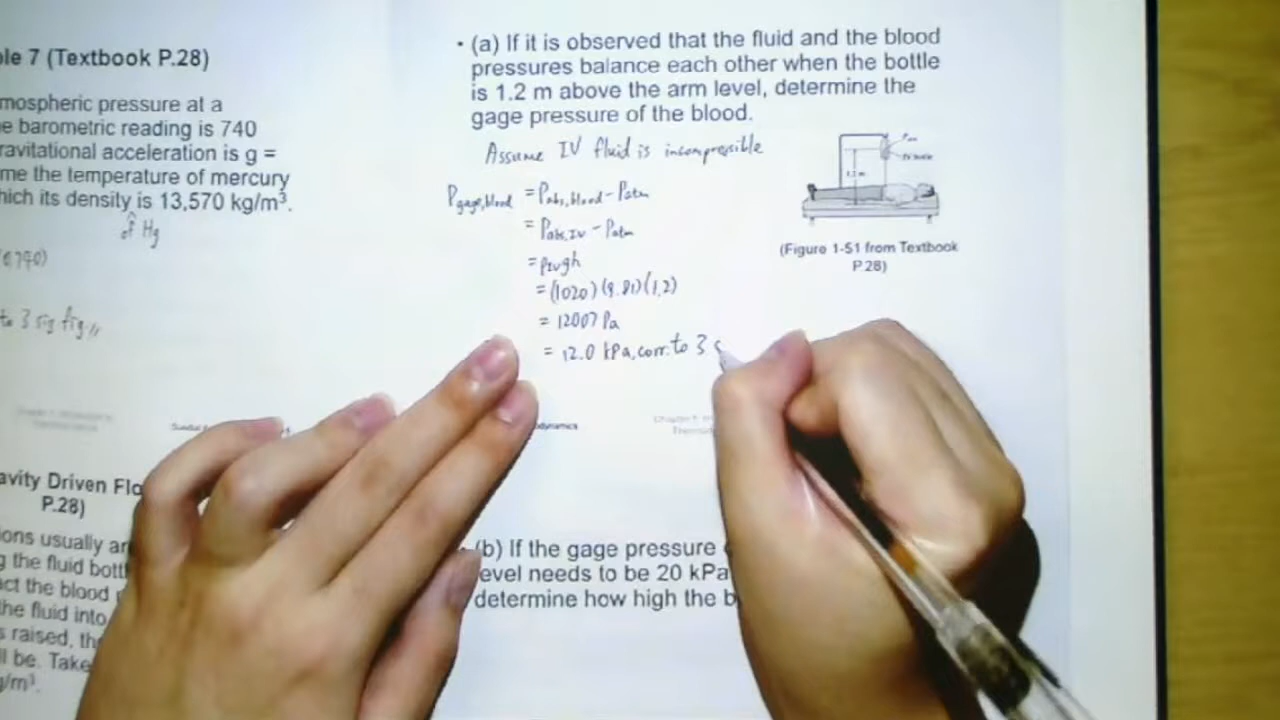 le 7 (Textbook P.28)
mospheric pressure at a
e barometric reading is 740
ravitational acceleration is g =
me the temperature of mercury
hich its density is 13,570 kg/m³.
of Hg
to 3 sig fig
avity Driven Flo
P.28)
ions usually ar
g the fluid bott
act the blood
the fluid into
s raised, th
ll be. Take
g/m³.
• (a) If it is observed that the fluid and the blood
pressures balance each other when the bottle
is 1.2 m above the arm level, determine the
gage pressure of the blood.
Assume IV fluid is incompressible
Pgage,blood = Pabs,blood - Patm
= Pabs,IV - Patm
= ρIVgh
= (1020)(9.81)(1.2)
= 12007 Pa
= 12.0 kPa, corr. to 3 s
1.2 m
(Figure 1-51 from Textbook
P.28)
dynamics
(b) If the gage pressure
level needs to be 20 kPa
determine how high the b